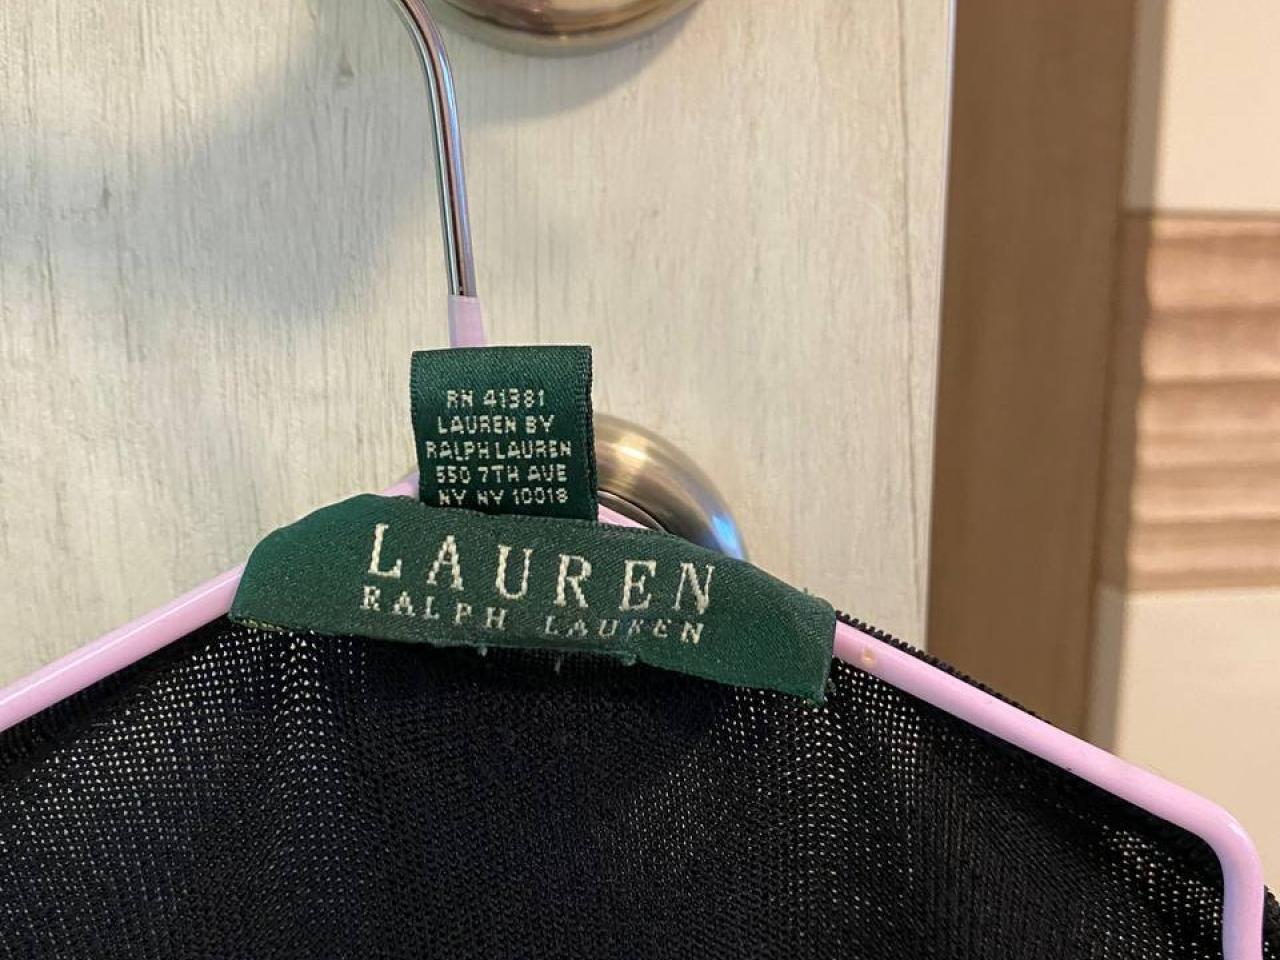 RN 41381
LAUREN BY
RALPH LAUREN
550 7TH AVE
NY NY 10018
LAUREN
RALPH LAUREN